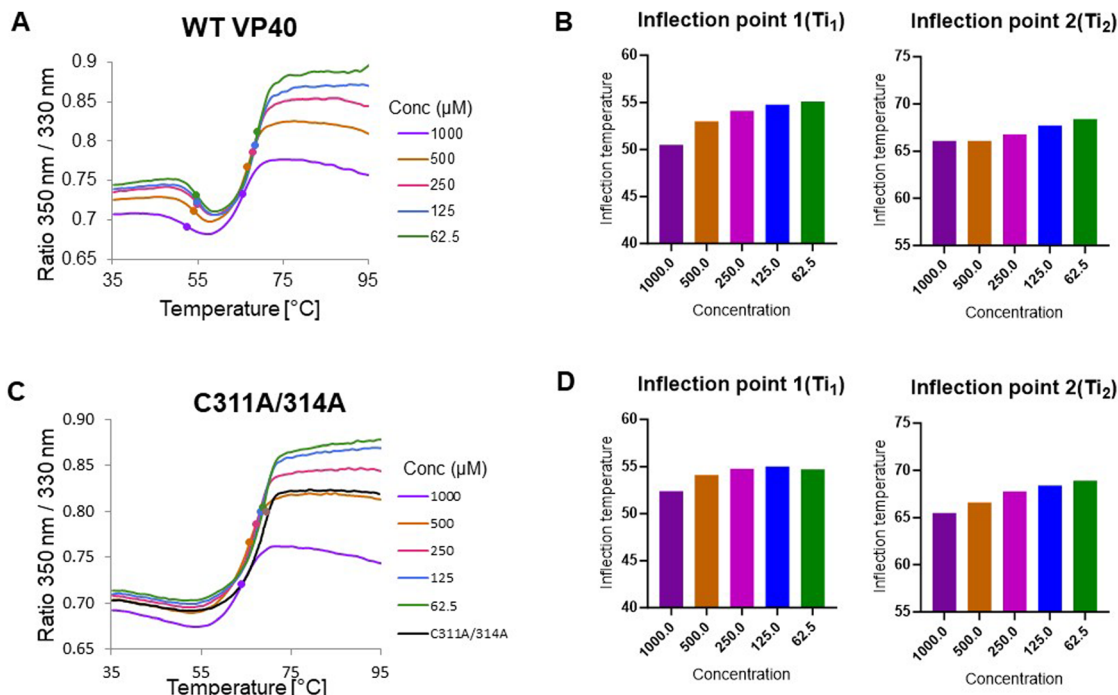 A
WT VP40
Ratio 350 nm / 330 nm
0.9
0.85
0.8
0.75
0.7
0.65
35
55
75
95
Temperature [°C]
Conc (µM)
1000
500
250
125
62.5
B
Inflection point 1(Ti₁)
Inflection temperature
60
55
50
45
40
1000.0
500.0
250.0
125.0
62.5
Concentration
Inflection point 2(Ti₂)
Inflection temperature
75
70
65
60
55
1000.0
500.0
250.0
125.0
62.5
Concentration
C
C311A/314A
Ratio 350 nm / 330 nm
0.90
0.85
0.80
0.75
0.70
0.65
35
55
75
95
Temperature [°C]
Conc (µM)
1000
500
250
125
62.5
C311A/314A
D
Inflection point 1(Ti₁)
Inflection temperature
60
55
50
45
40
1000.0
500.0
250.0
125.0
62.5
Concentration
Inflection point 2(Ti₂)
Inflection temperature
75
70
65
60
55
1000.0
500.0
250.0
125.0
62.5
Concentration